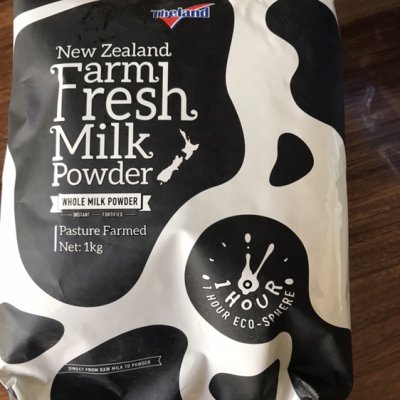 Theland
New Zealand
Farm
Fresh
Milk
Powder
WHOLE MILK POWDER
INSTANT FORTIFIED
Pasture Farmed
Net: 1kg
1 HOUR
1 HOUR ECO-SPHERE
DIRECT FROM RAW MILK TO POWDER